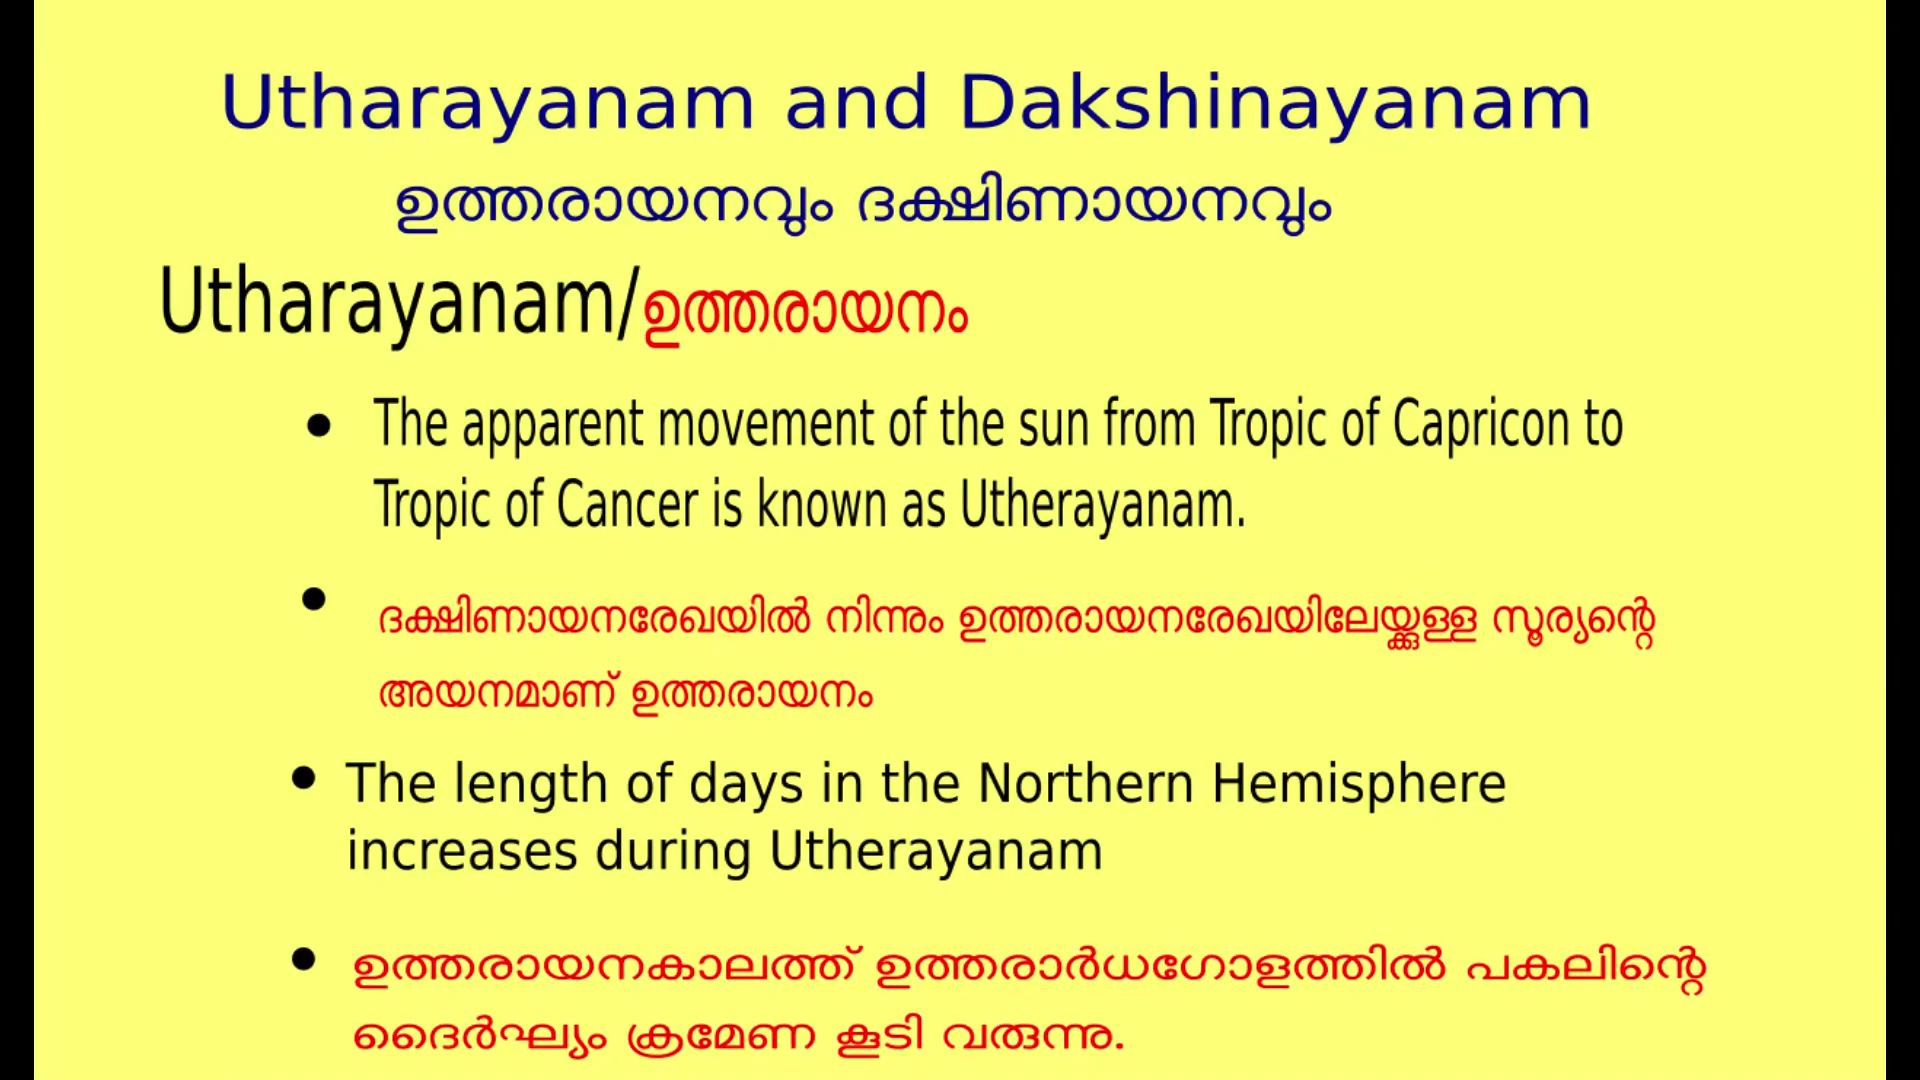 Utharayanam and Dakshinayanam
ഉത്തരായനവും ദക്ഷിണായനവും
Utharayanam/ഉത്തരായനം
• The apparent movement of the sun from Tropic of Capricon to
Tropic of Cancer is known as Utherayanam.
• ദക്ഷിണായനരേഖയിൽ നിന്നും ഉത്തരായനരേഖയിലേയ്ക്കുള്ള സൂര്യന്റെ
അയനമാണ് ഉത്തരായനം
• The length of days in the Northern Hemisphere
increases during Utherayanam
• ഉത്തരായനകാലത്ത് ഉത്തരാർധഗോളത്തിൽ പകലിന്റെ
ദൈർഘ്യം ക്രമേണ കൂടി വരുന്നു.